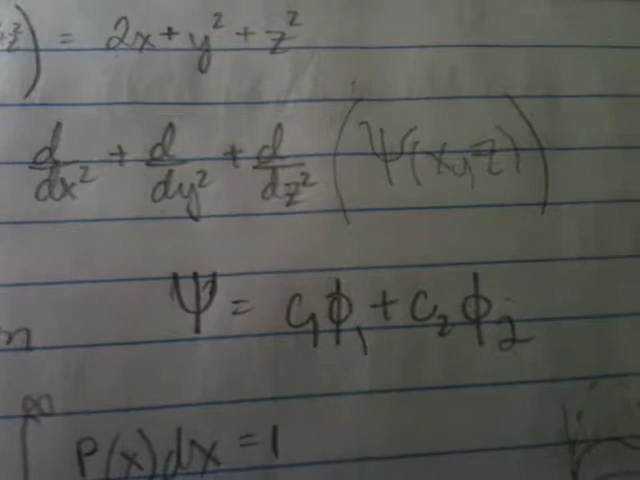 ) = 2x + y² + z²
d/dx² + d/dy² + d/dz² (Ψ(x,y,z))
Ψ = C₁ϕ₁ + C₂ϕ₂
n
∫^∞ P(x)dx = 1